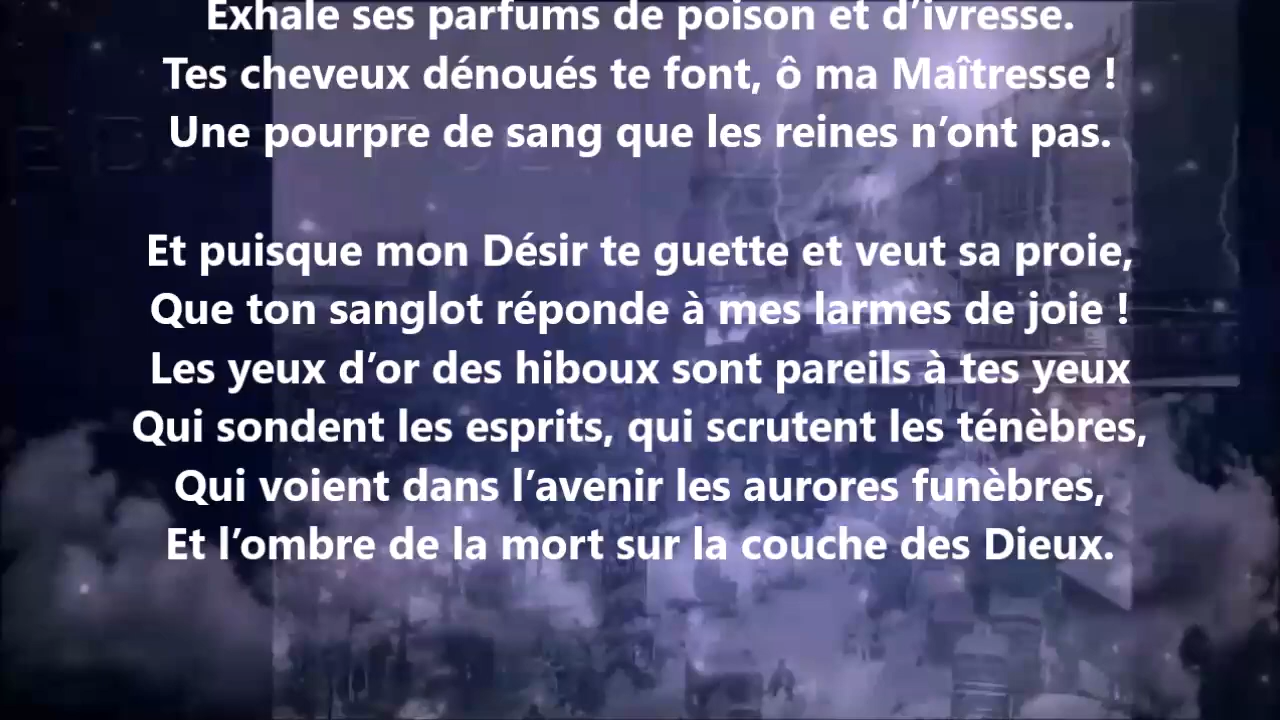 Exhale ses parfums de poison et d’ivresse.
Tes cheveux dénoués te font, ô ma Maîtresse !
Une pourpre de sang que les reines n’ont pas.
Et puisque mon Désir te guette et veut sa proie,
Que ton sanglot réponde à mes larmes de joie !
Les yeux d’or des hiboux sont pareils à tes yeux
Qui sondent les esprits, qui scrutent les ténèbres,
Qui voient dans l’avenir les aurores funèbres,
Et l’ombre de la mort sur la couche des Dieux.